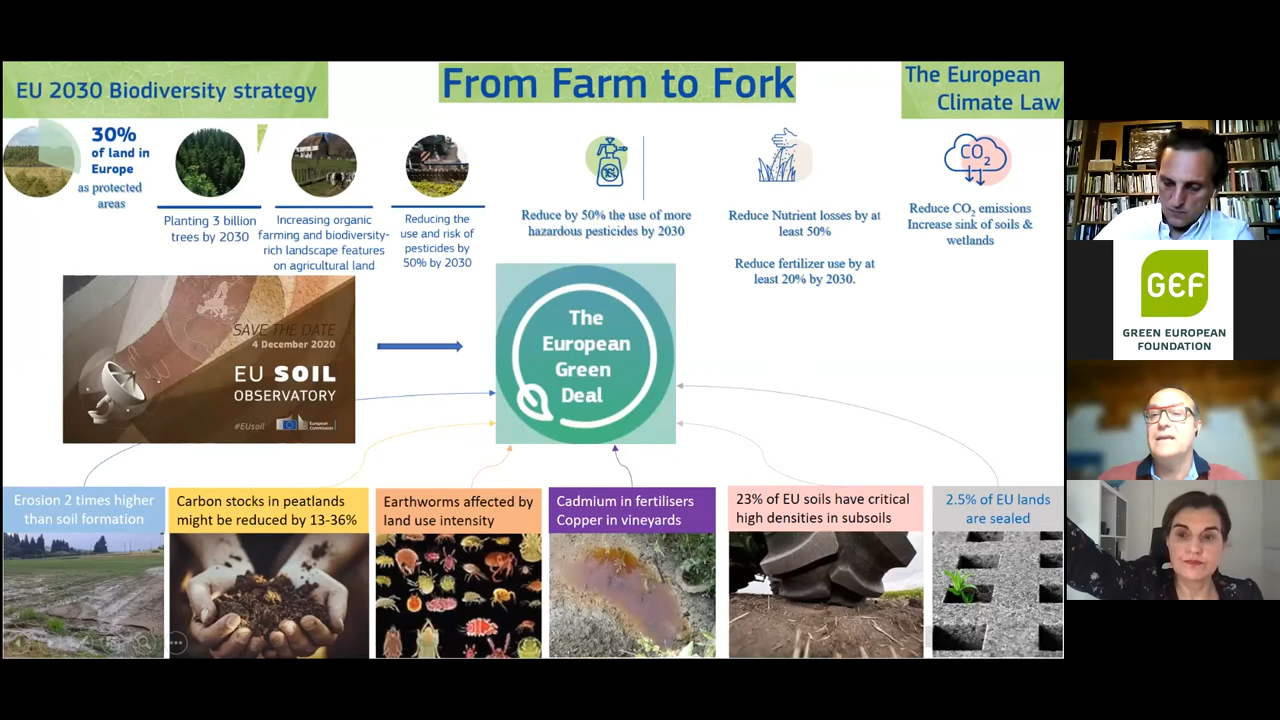 EU 2030 Biodiversity strategy
From Farm to Fork
The European
Climate Law
30%
of land in
Europe
as protected
areas
Planting 3 billion
trees by 2030
Increasing organic
farming and biodiversity-
rich landscape features
on agricultural land
Reducing the
use and risk of
pesticides by
50% by 2030
Reduce by 50% the use of more
hazardous pesticides by 2030
Reduce Nutrient losses by at
least 50%
Reduce fertilizer use by at
least 20% by 2030.
CO2
Reduce CO2 emissions
Increase sink of soils &
wetlands
SAVE THE DATE
4 December 2020
EU SOIL
OBSERVATORY
#EUsoil
European
Commission
The
European
Green
Deal
Erosion 2 times higher
than soil formation
Carbon stocks in peatlands
might be reduced by 13-36%
Earthworms affected by
land use intensity
Cadmium in fertilisers
Copper in vineyards
23% of EU soils have critical
high densities in subsoils
2.5% of EU lands
are sealed
GEF
GREEN EUROPEAN
FOUNDATION